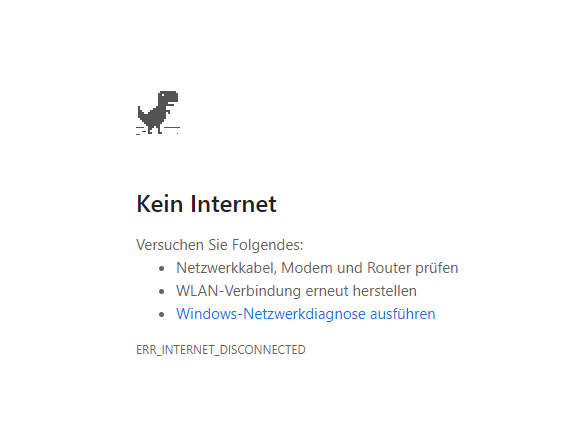 Kein Internet
Versuchen Sie Folgendes:
• Netzwerkkabel, Modem und Router prüfen
• WLAN-Verbindung erneut herstellen
• Windows-Netzwerkdiagnose ausführen
ERR_INTERNET_DISCONNECTED